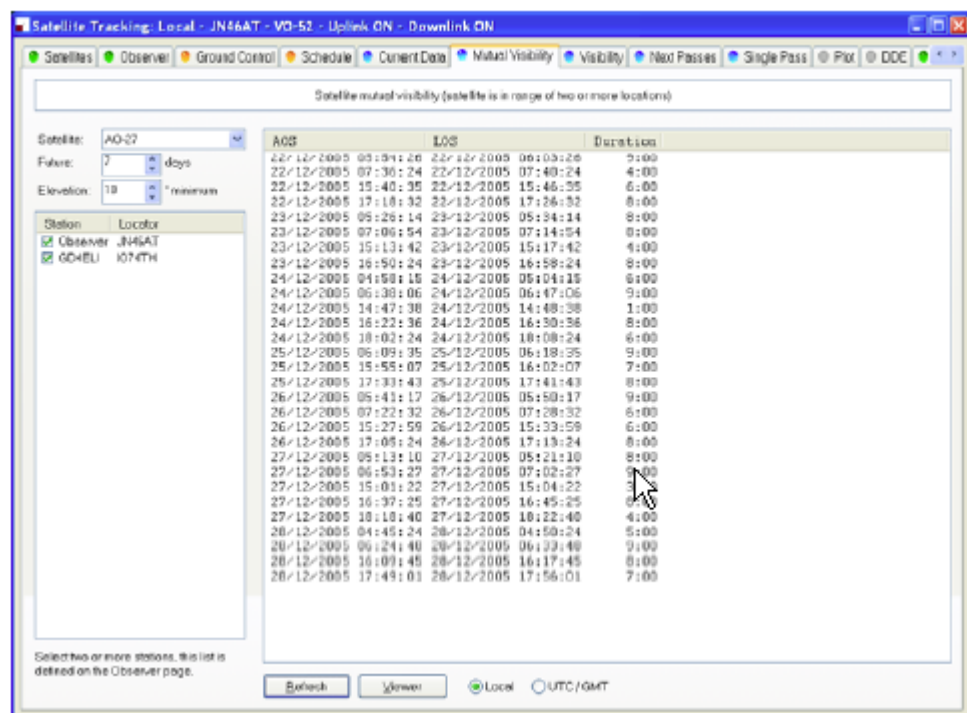 Satellite Tracking: Local - JN46AT - VO-52 - Uplink ON - Downlink ON
Satellites Observer Ground Control Schedule Current Data Mutual Visibility Visibility Next Passes Single Pass Plot DDE
Satellite mutual visibility (satellite is in range of two or more locations)
Satellite: AO-27
Future: 7 days
Elevation: 10 ° minimum
Station Locator
Observer JN46AT
GD4ELI IO74TH
Select two or more stations, this list is
defined on the Observer page.
AOS LOS Duration
22/12/2005 05:54:26 22/12/2005 06:03:26 9:00
22/12/2005 07:36:24 22/12/2005 07:40:24 4:00
22/12/2005 15:40:35 22/12/2005 15:46:35 6:00
22/12/2005 17:18:32 22/12/2005 17:26:32 8:00
23/12/2005 05:26:14 23/12/2005 05:34:14 8:00
23/12/2005 07:06:54 23/12/2005 07:14:54 8:00
23/12/2005 15:13:42 23/12/2005 15:17:42 4:00
23/12/2005 16:50:24 23/12/2005 16:58:24 8:00
24/12/2005 04:58:15 24/12/2005 05:04:15 6:00
24/12/2005 06:38:06 24/12/2005 06:47:06 9:00
24/12/2005 14:47:38 24/12/2005 14:48:38 1:00
24/12/2005 16:22:36 24/12/2005 16:30:36 8:00
24/12/2005 18:02:24 24/12/2005 18:08:24 6:00
25/12/2005 06:09:35 25/12/2005 06:18:35 9:00
25/12/2005 15:55:07 25/12/2005 16:02:07 7:00
25/12/2005 17:33:43 25/12/2005 17:41:43 8:00
26/12/2005 05:41:17 26/12/2005 05:50:17 9:00
26/12/2005 07:22:32 26/12/2005 07:28:32 6:00
26/12/2005 15:27:59 26/12/2005 15:33:59 6:00
26/12/2005 17:05:24 26/12/2005 17:13:24 8:00
27/12/2005 05:13:10 27/12/2005 05:21:10 8:00
27/12/2005 06:53:27 27/12/2005 07:02:27
27/12/2005 15:01:22 27/12/2005 15:04:22
27/12/2005 16:37:25 27/12/2005 16:45:25
27/12/2005 18:18:40 27/12/2005 18:22:40 4:00
28/12/2005 04:45:24 28/12/2005 04:50:24 5:00
28/12/2005 06:24:48 28/12/2005 06:33:48 9:00
28/12/2005 16:09:45 28/12/2005 16:17:45 8:00
28/12/2005 17:49:01 28/12/2005 17:56:01 7:00
Refresh Viewer Local UTC/GMT